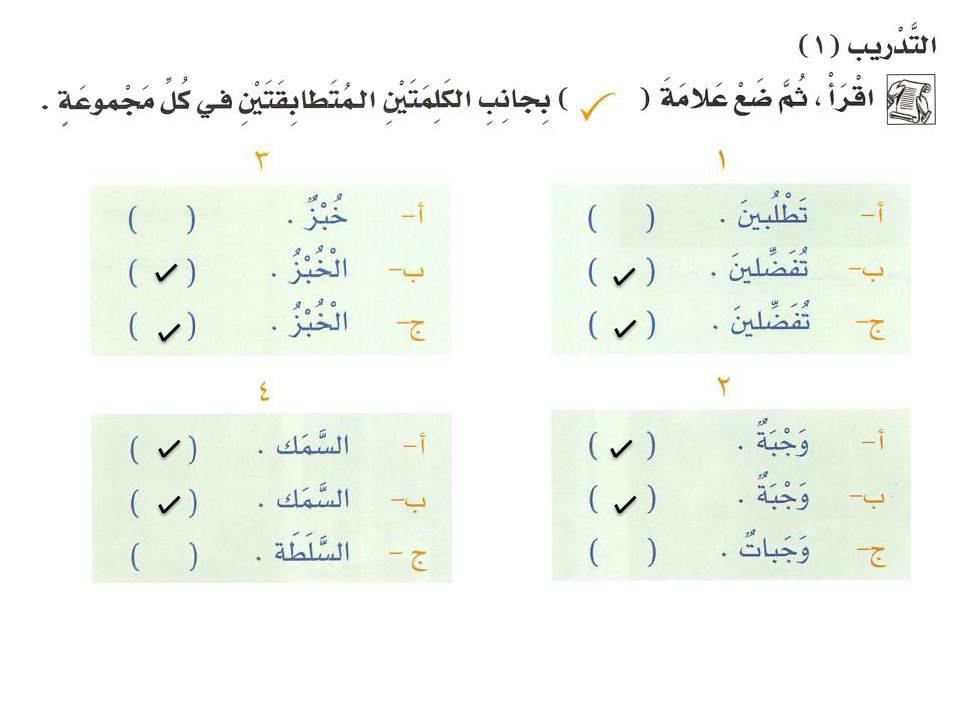 التَّدْريب (١)
اقْرَأْ ، ثُمَّ ضَعْ عَلامَةَ ( ✓ ) بِجانِبِ الكَلِمَتَيْنِ المُتَطابِقَتَيْنِ في كُلِّ مَجْموعَةٍ .
١
أ- تَطْلُبينَ . ( )
ب- تُفَضِّلينَ . ( ✓ )
ج- تُفَضِّلينَ . ( ✓ )
٢
أ- وَجْبَةٌ . ( ✓ )
ب- وَجْبَةٌ . ( ✓ )
ج- وَجَباتٌ . ( )
٣
أ- خُبْزٌ . ( )
ب- الْخُبْزُ . ( ✓ )
ج- الْخُبْزُ . ( ✓ )
٤
أ- السَّمَك . ( ✓ )
ب- السَّمَك . ( ✓ )
ج - السَّلَطَة . ( )